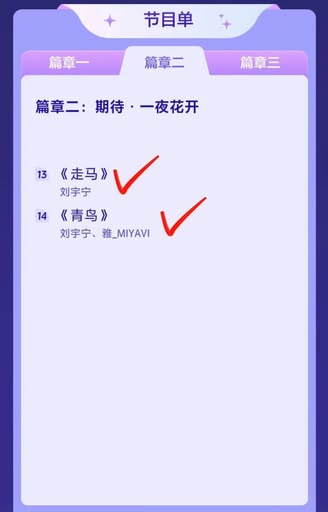 节目单
篇章一 篇章二 篇章三
篇章二：期待·一夜花开
13 《走马》
刘宇宁
14 《青鸟》
刘宇宁、雅_MIYAVI